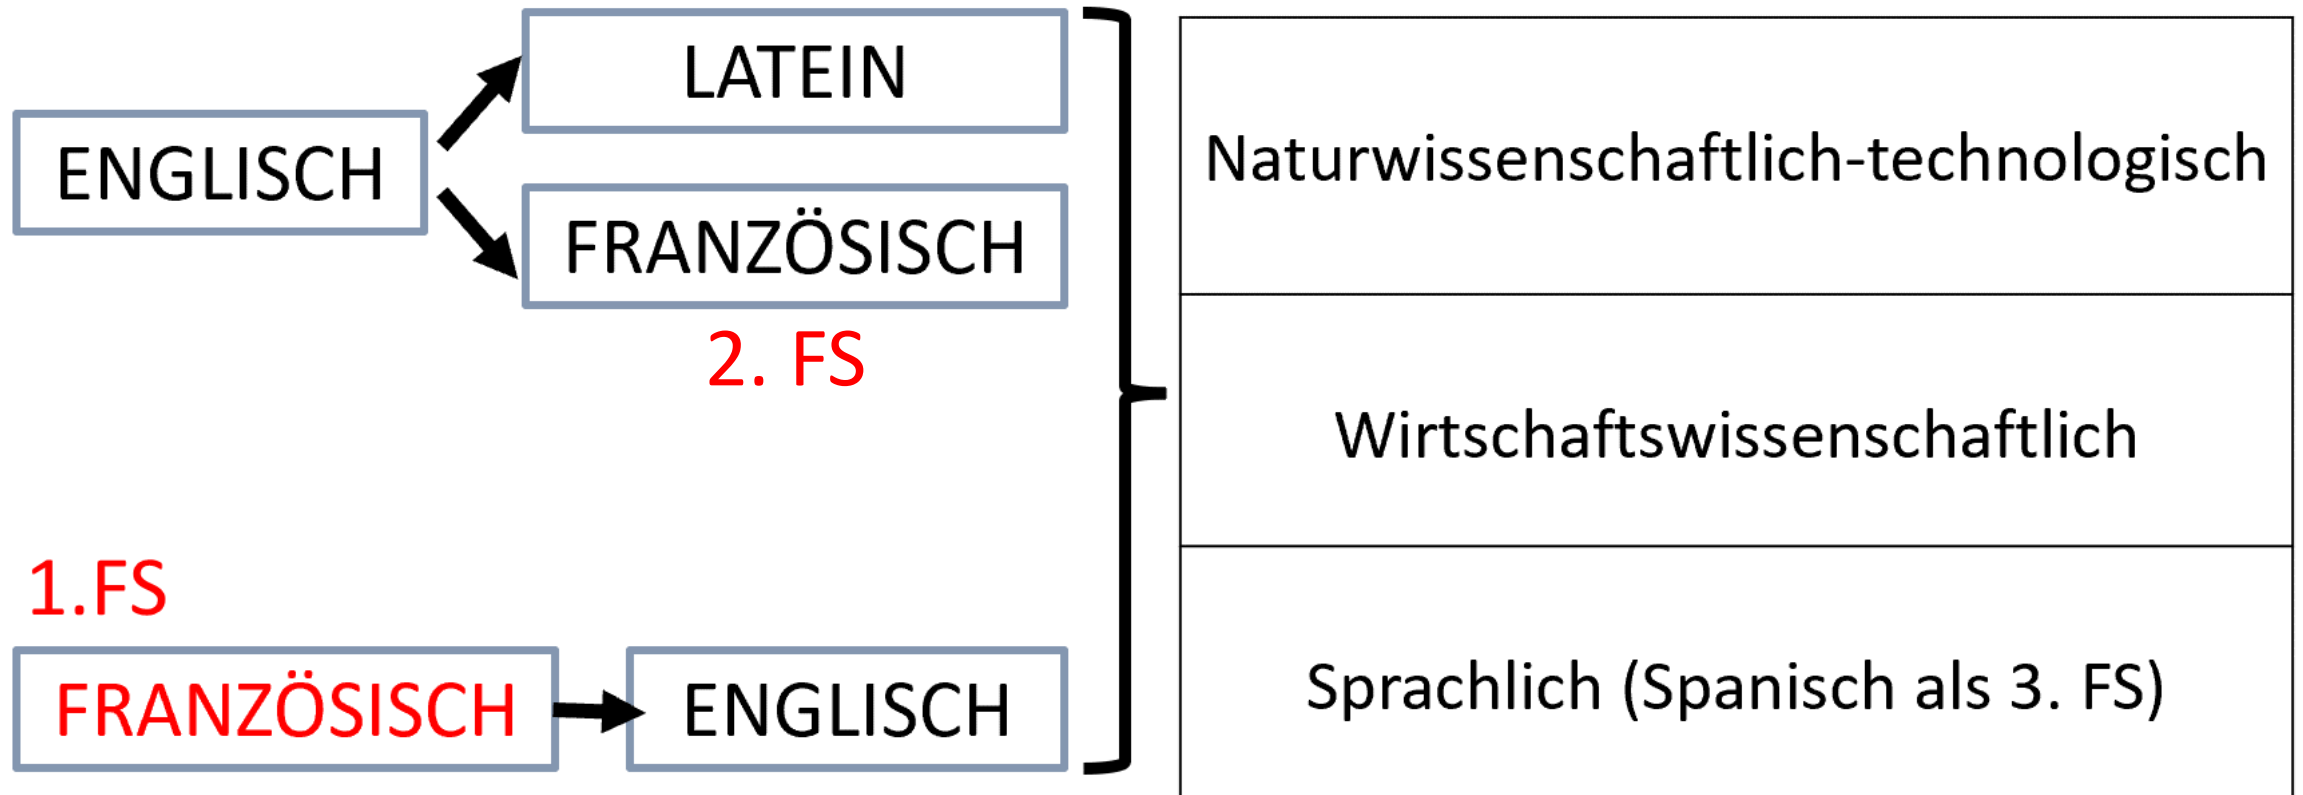 ENGLISCH
LATEIN
FRANZÖSISCH
2. FS
1.FS
FRANZÖSISCH
ENGLISCH
Naturwissenschaftlich-technologisch
Wirtschaftswissenschaftlich
Sprachlich (Spanisch als 3. FS)